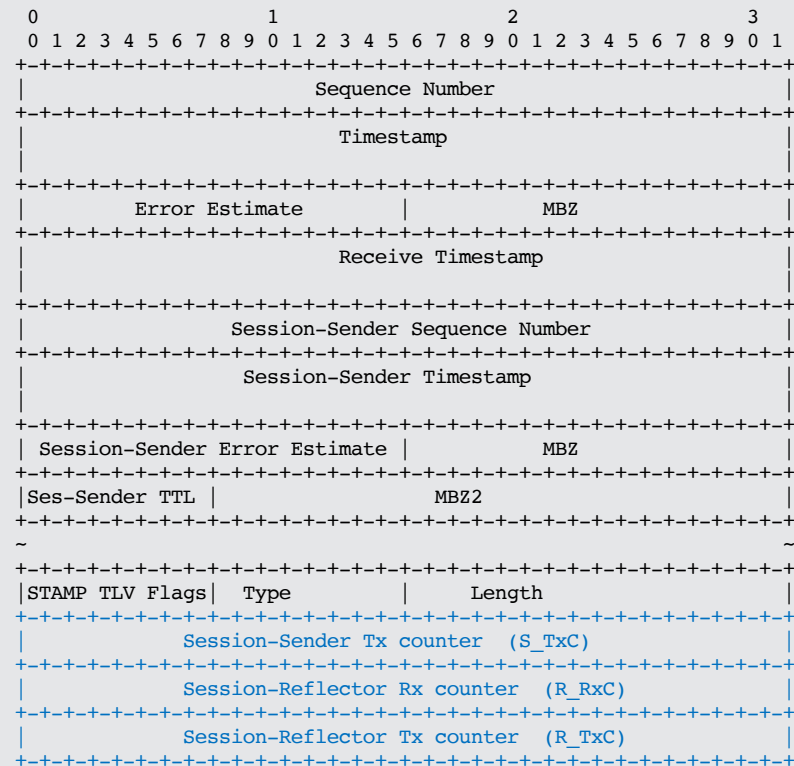 0                   1                   2                   3
 0 1 2 3 4 5 6 7 8 9 0 1 2 3 4 5 6 7 8 9 0 1 2 3 4 5 6 7 8 9 0 1
+-+-+-+-+-+-+-+-+-+-+-+-+-+-+-+-+-+-+-+-+-+-+-+-+-+-+-+-+-+-+-+-+
|                        Sequence Number                        |
+-+-+-+-+-+-+-+-+-+-+-+-+-+-+-+-+-+-+-+-+-+-+-+-+-+-+-+-+-+-+-+-+
|                          Timestamp                            |
|                                                               |
+-+-+-+-+-+-+-+-+-+-+-+-+-+-+-+-+-+-+-+-+-+-+-+-+-+-+-+-+-+-+-+-+
|         Error Estimate        |           MBZ                 |
+-+-+-+-+-+-+-+-+-+-+-+-+-+-+-+-+-+-+-+-+-+-+-+-+-+-+-+-+-+-+-+-+
|                          Receive Timestamp                    |
|                                                               |
+-+-+-+-+-+-+-+-+-+-+-+-+-+-+-+-+-+-+-+-+-+-+-+-+-+-+-+-+-+-+-+-+
|                 Session-Sender Sequence Number                |
+-+-+-+-+-+-+-+-+-+-+-+-+-+-+-+-+-+-+-+-+-+-+-+-+-+-+-+-+-+-+-+-+
|                  Session-Sender Timestamp                     |
|                                                               |
+-+-+-+-+-+-+-+-+-+-+-+-+-+-+-+-+-+-+-+-+-+-+-+-+-+-+-+-+-+-+-+-+
| Session-Sender Error Estimate |           MBZ                 |
+-+-+-+-+-+-+-+-+-+-+-+-+-+-+-+-+-+-+-+-+-+-+-+-+-+-+-+-+-+-+-+-+
|Ses-Sender TTL |                  MBZ2                         |
+-+-+-+-+-+-+-+-+-+-+-+-+-+-+-+-+-+-+-+-+-+-+-+-+-+-+-+-+-+-+-+-+
~                                                               ~
+-+-+-+-+-+-+-+-+-+-+-+-+-+-+-+-+-+-+-+-+-+-+-+-+-+-+-+-+-+-+-+-+
|STAMP TLV Flags|  Type         |     Length                    |
+-+-+-+-+-+-+-+-+-+-+-+-+-+-+-+-+-+-+-+-+-+-+-+-+-+-+-+-+-+-+-+-+
|             Session-Sender Tx counter  (S_TxC)                |
+-+-+-+-+-+-+-+-+-+-+-+-+-+-+-+-+-+-+-+-+-+-+-+-+-+-+-+-+-+-+-+-+
|             Session-Reflector Rx counter  (R_RxC)             |
+-+-+-+-+-+-+-+-+-+-+-+-+-+-+-+-+-+-+-+-+-+-+-+-+-+-+-+-+-+-+-+-+
|             Session-Reflector Tx counter  (R_TxC)             |
+-+-+-+-+-+-+-+-+-+-+-+-+-+-+-+-+-+-+-+-+-+-+-+-+-+-+-+-+-+-+-+-+